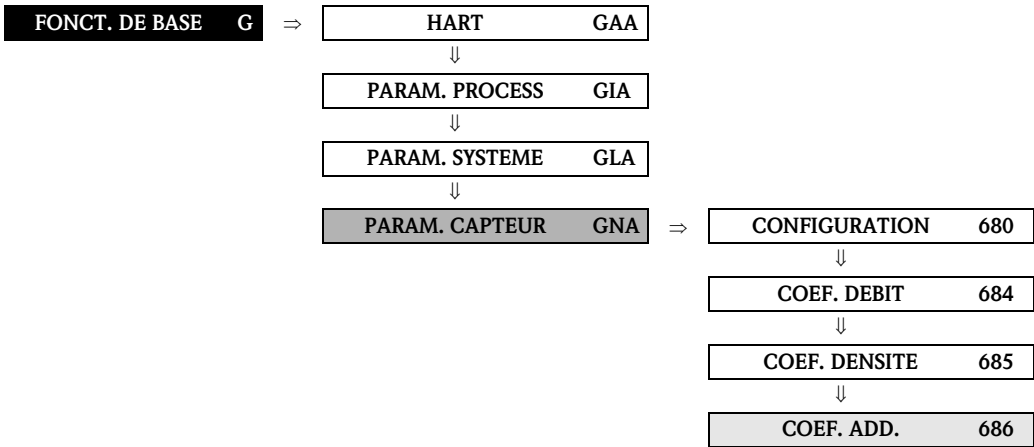 FONCT. DE BASE G ⇒ HART GAA
⇓
PARAM. PROCESS GIA
⇓
PARAM. SYSTEME GLA
⇓
PARAM. CAPTEUR GNA ⇒ CONFIGURATION 680
⇓
COEF. DEBIT 684
⇓
COEF. DENSITE 685
⇓
COEF. ADD. 686